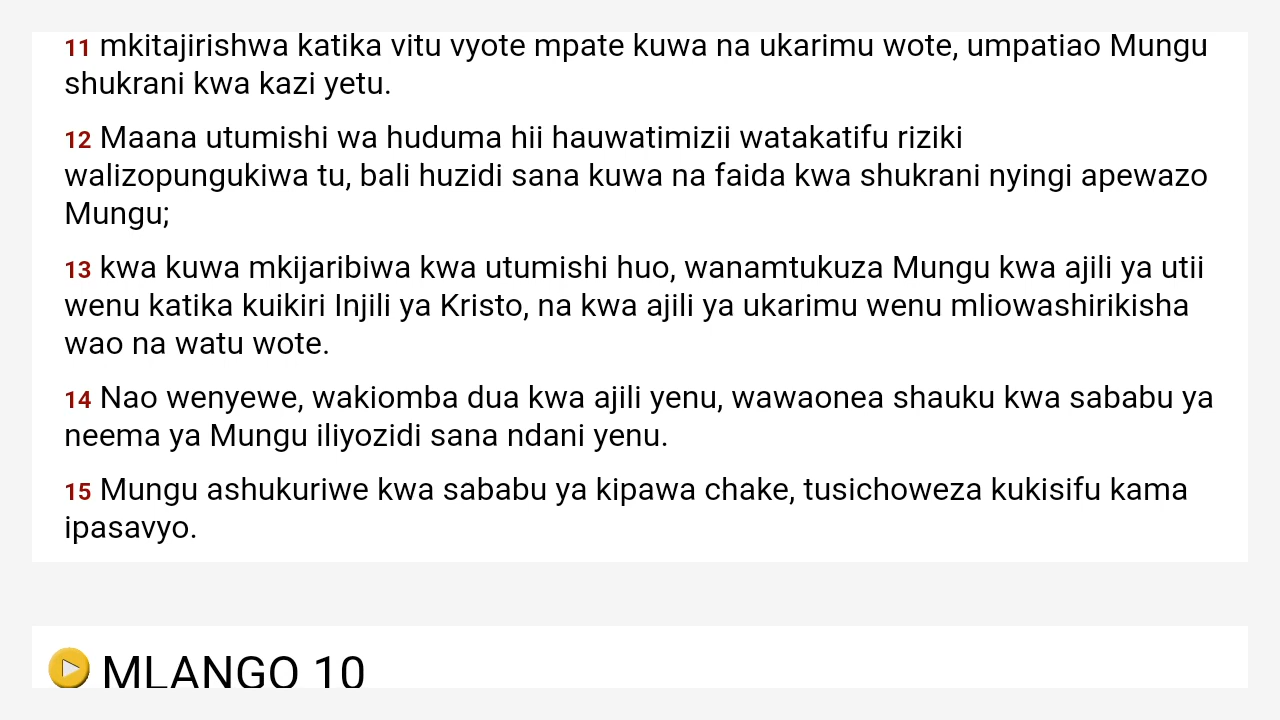 11 mkitajirishwa katika vitu vyote mpate kuwa na ukarimu wote, umpatiao Mungu
shukrani kwa kazi yetu.
12 Maana utumishi wa huduma hii hauwatimizii watakatifu riziki
walizopungukiwa tu, bali huzidi sana kuwa na faida kwa shukrani nyingi apewazo
Mungu;
13 kwa kuwa mkijaribiwa kwa utumishi huo, wanamtukuza Mungu kwa ajili ya utii
wenu katika kuikiri Injili ya Kristo, na kwa ajili ya ukarimu wenu mliowashirikisha
wao na watu wote.
14 Nao wenyewe, wakiomba dua kwa ajili yenu, wawaonea shauku kwa sababu ya
neema ya Mungu iliyozidi sana ndani yenu.
15 Mungu ashukuriwe kwa sababu ya kipawa chake, tusichoweza kukisifu kama
ipasavyo.
MLANGO 10